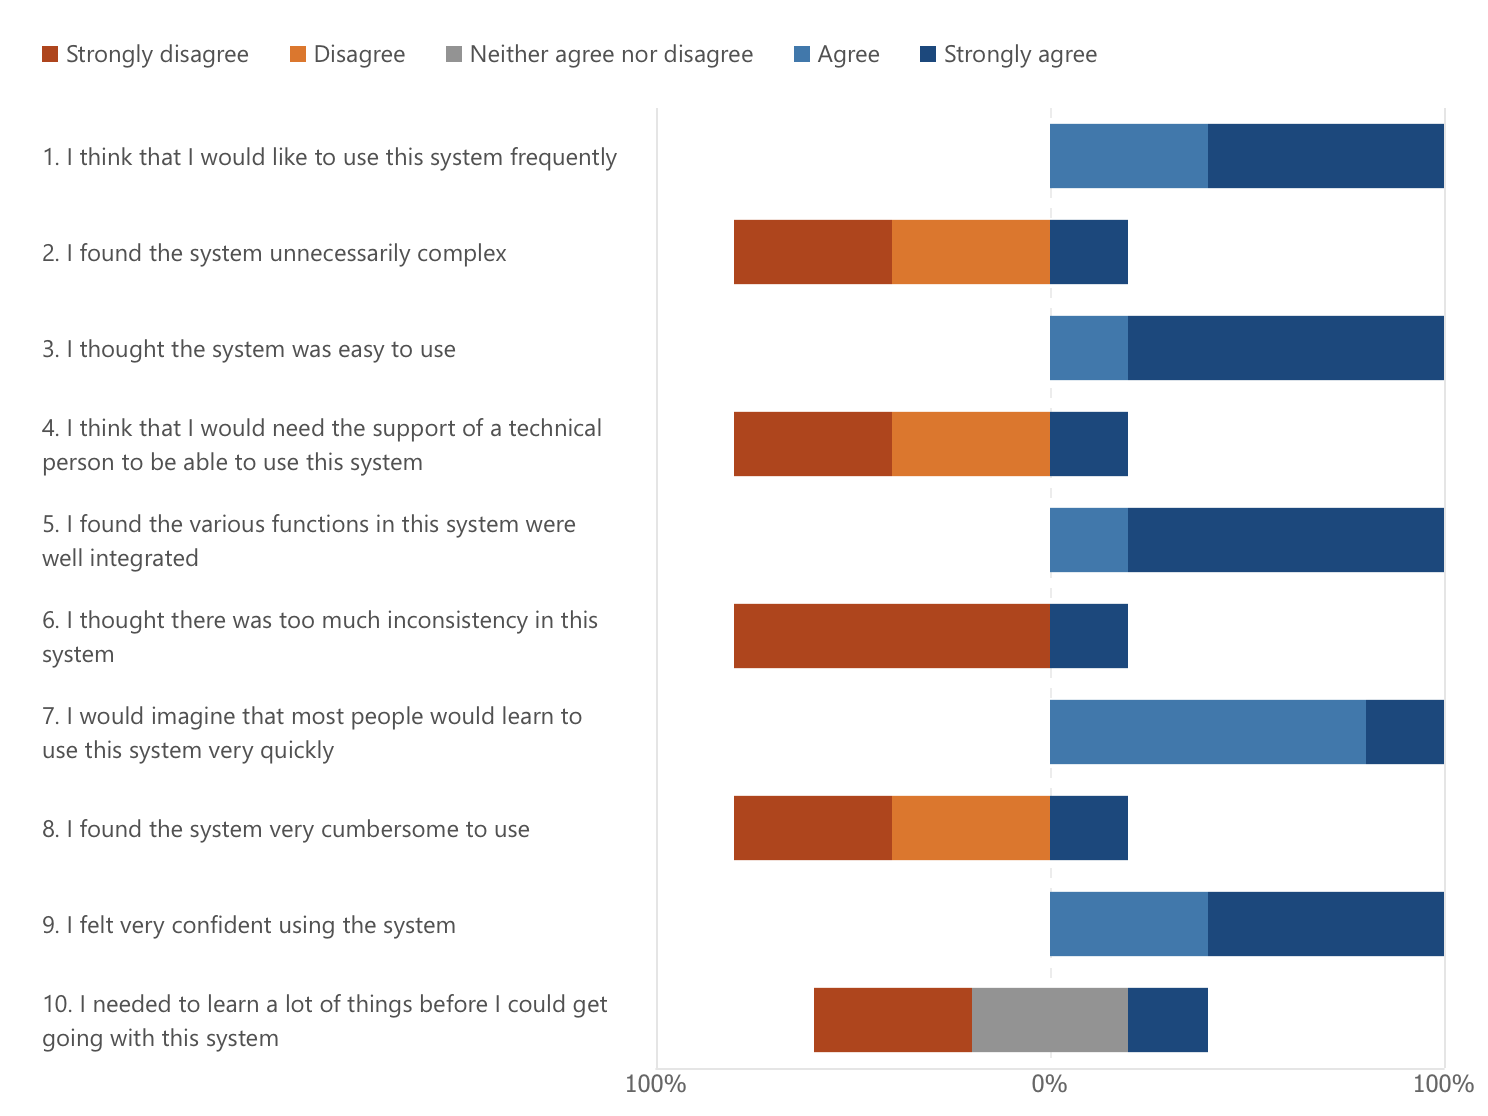 Strongly disagree Disagree Neither agree nor disagree Agree Strongly agree
1. I think that I would like to use this system frequently
2. I found the system unnecessarily complex
3. I thought the system was easy to use
4. I think that I would need the support of a technical
person to be able to use this system
5. I found the various functions in this system were
well integrated
6. I thought there was too much inconsistency in this
system
7. I would imagine that most people would learn to
use this system very quickly
8. I found the system very cumbersome to use
9. I felt very confident using the system
10. I needed to learn a lot of things before I could get
going with this system
100% 0% 100%